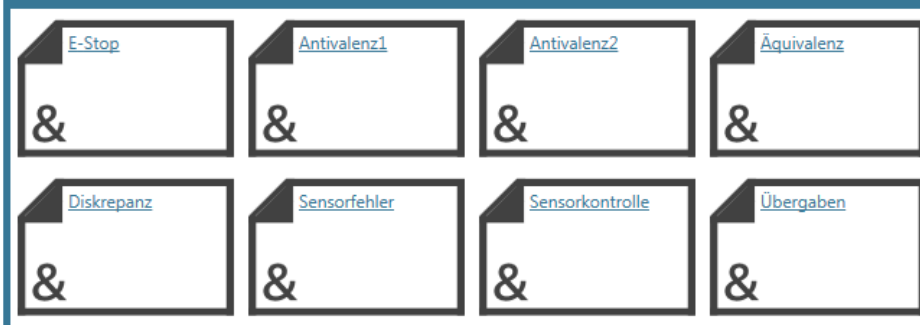 E-Stop
Antivalenz1
Antivalenz2
Äquivalenz
&
&
&
&
Diskrepanz
Sensorfehler
Sensorkontrolle
Übergaben
&
&
&
&